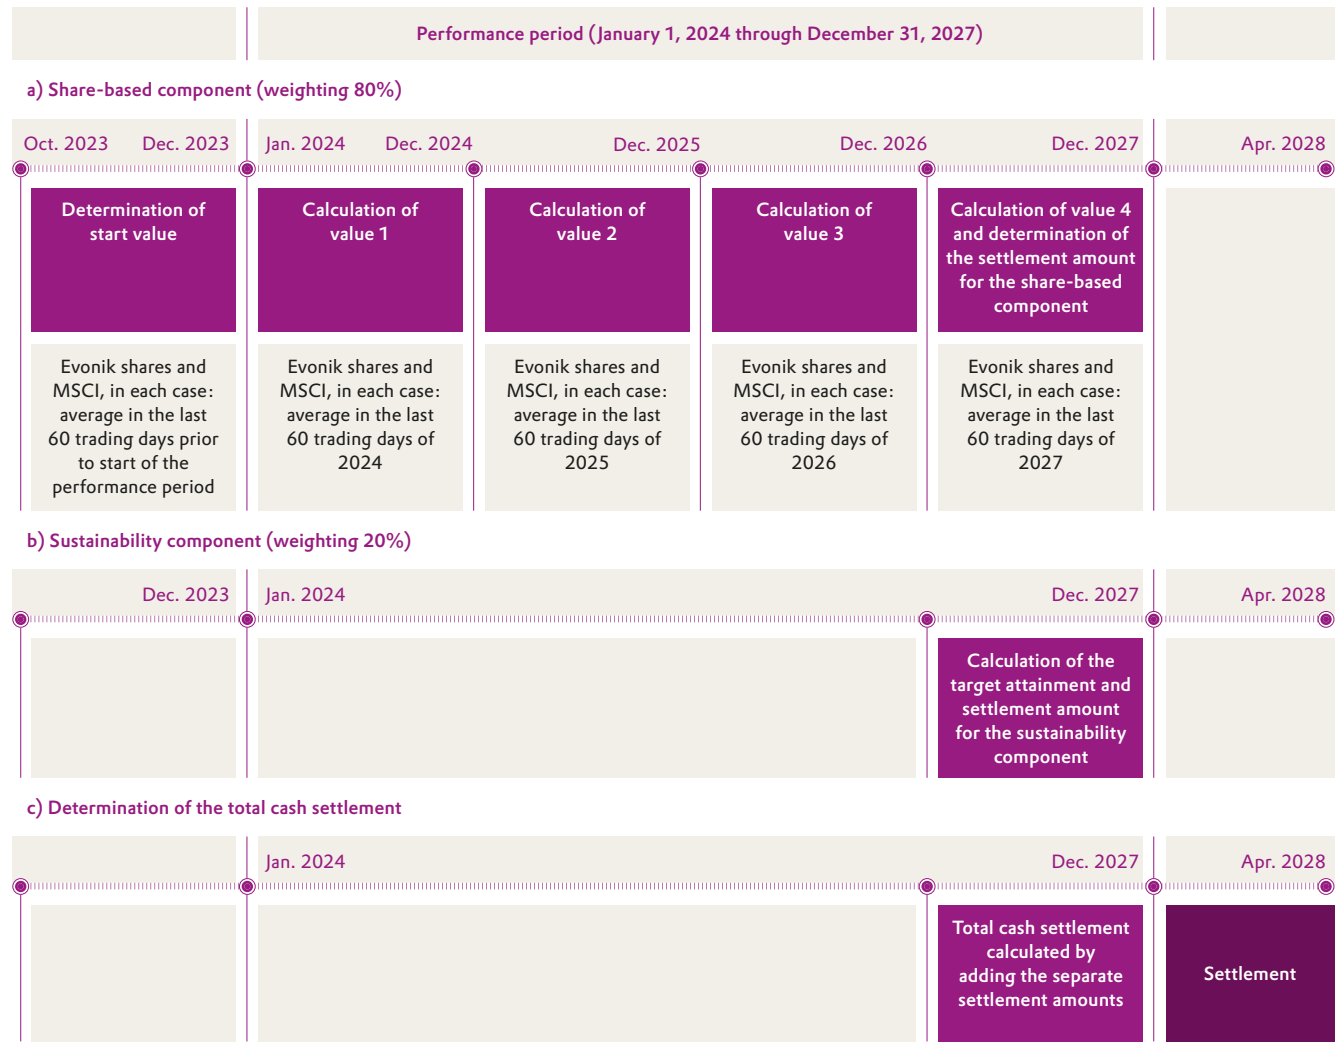 Performance period (January 1, 2024 through December 31, 2027)
a) Share-based component (weighting 80%)
Oct. 2023 Dec. 2023 Jan. 2024 Dec. 2024 Dec. 2025 Dec. 2026 Dec. 2027 Apr. 2028
Determination of
start value
Calculation of
value 1
Calculation of
value 2
Calculation of
value 3
Calculation of value 4
and determination of
the settlement amount
for the share-based
component
Evonik shares and
MSCI, in each case:
average in the last
60 trading days prior
to start of the
performance period
Evonik shares and
MSCI, in each case:
average in the last
60 trading days of
2024
Evonik shares and
MSCI, in each case:
average in the last
60 trading days of
2025
Evonik shares and
MSCI, in each case:
average in the last
60 trading days of
2026
Evonik shares and
MSCI, in each case:
average in the last
60 trading days of
2027
b) Sustainability component (weighting 20%)
Dec. 2023 Jan. 2024 Dec. 2027 Apr. 2028
Calculation of the
target attainment and
settlement amount
for the sustainability
component
c) Determination of the total cash settlement
Jan. 2024 Dec. 2027 Apr. 2028
Total cash settlement
calculated by
adding the separate
settlement amounts
Settlement